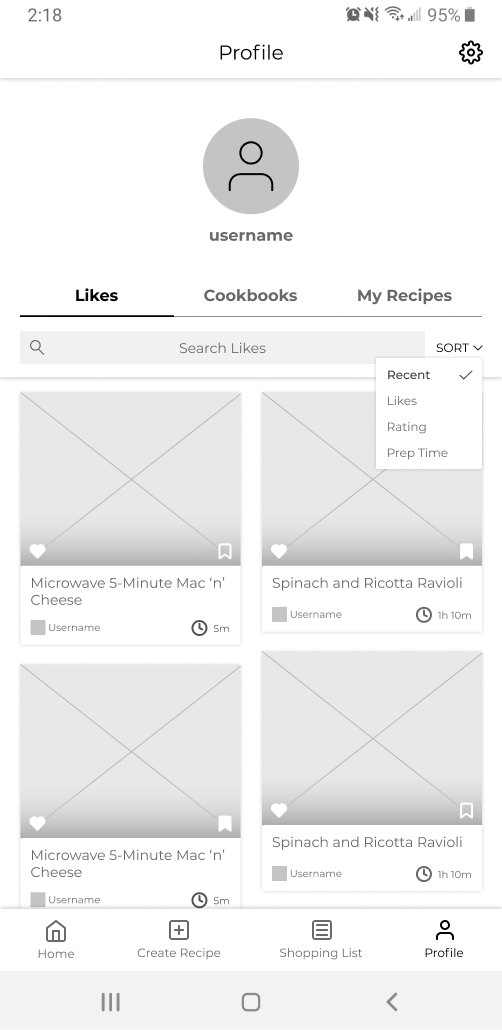 2:18
95%
Profile
username
Likes
Cookbooks
My Recipes
Search Likes
SORT
Recent
Likes
Rating
Prep Time
Microwave 5-Minute Mac ‘n’
Cheese
Username
5m
Spinach and Ricotta Ravioli
Username
1h 10m
Microwave 5-Minute Mac ‘n’
Cheese
Username
5m
Spinach and Ricotta Ravioli
Username
1h 10m
Home
Create Recipe
Shopping List
Profile